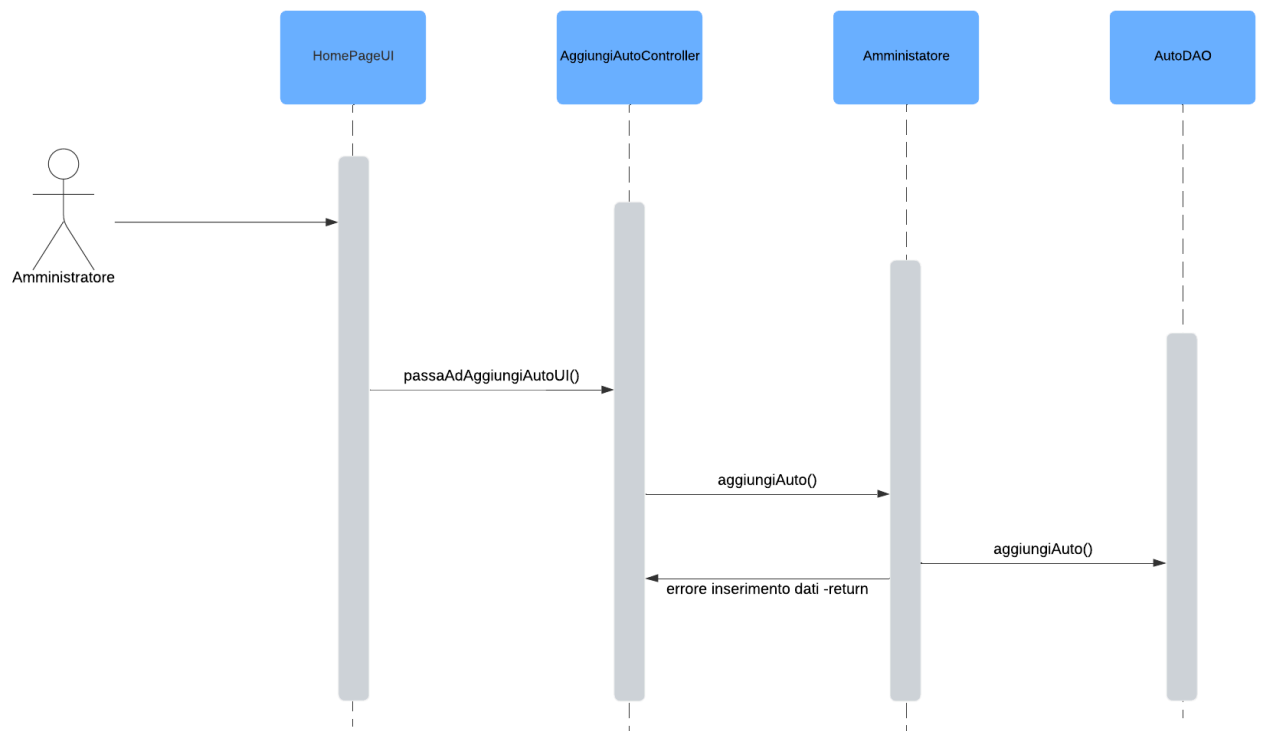 HomePageUI
AggiungiAutoController
Amministatore
AutoDAO
Amministratore
passaAdAggiungiAutoUI()
aggiungiAuto()
aggiungiAuto()
errore inserimento dati -return